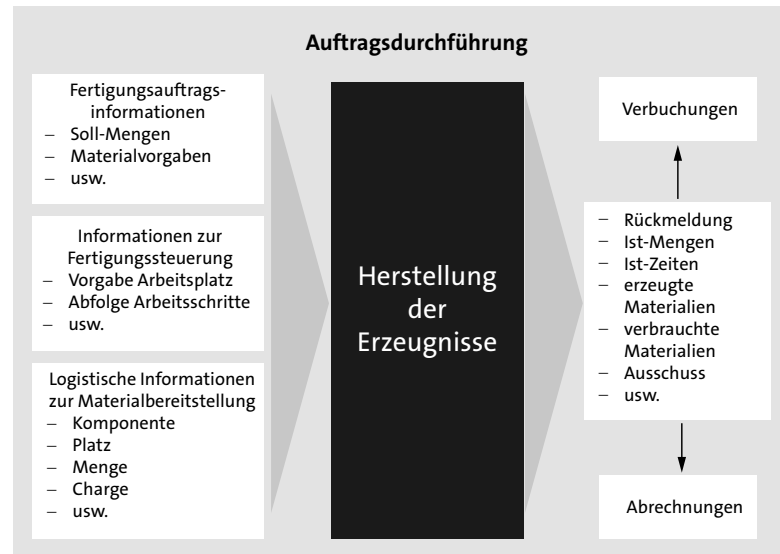 Auftragsdurchführung
Fertigungsauftrags-
informationen
– Soll-Mengen
– Materialvorgaben
– usw.
Informationen zur
Fertigungssteuerung
– Vorgabe Arbeitsplatz
– Abfolge Arbeitsschritte
– usw.
Logistische Informationen
zur Materialbereitstellung
– Komponente
– Platz
– Menge
– Charge
– usw.
Herstellung
der
Erzeugnisse
Verbuchungen
– Rückmeldung
– Ist-Mengen
– Ist-Zeiten
– erzeugte
Materialien
– verbrauchte
Materialien
– Ausschuss
– usw.
Abrechnungen